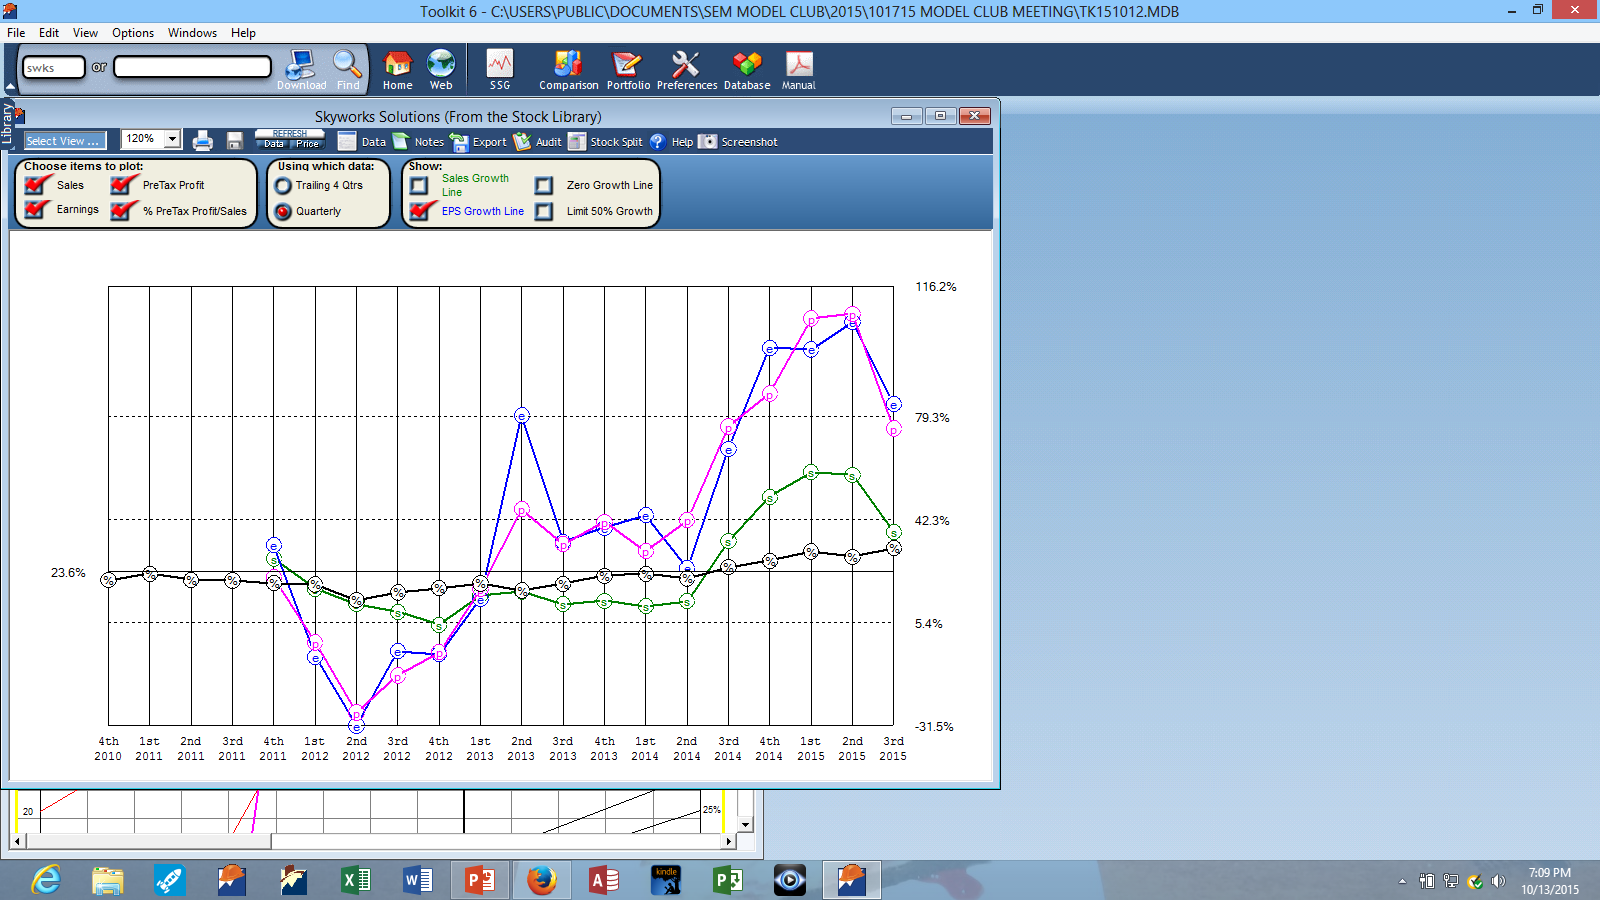 Toolkit 6 - C:\USERS\PUBLIC\DOCUMENTS\SEM MODEL CLUB\2015\101715 MODEL CLUB MEETING\TK151012.MDB
File Edit View Options Windows Help
swks or
Download Find Home Web SSG Comparison Portfolio Preferences Database Manual
Library
Skyworks Solutions (From the Stock Library)
Select View ... 120% REFRESH Data Price Data Notes Export Audit Stock Split Help Screenshot
Choose items to plot: Using which data: Show:
Sales PreTax Profit Trailing 4 Qtrs Sales Growth Line Zero Growth Line
Earnings % PreTax Profit/Sales Quarterly EPS Growth Line Limit 50% Growth
116.2%
79.3%
42.3%
23.6%
5.4%
-31.5%
4th 1st 2nd 3rd 4th 1st 2nd 3rd 4th 1st 2nd 3rd 4th 1st 2nd 3rd 4th 1st 2nd 3rd
2010 2011 2011 2011 2011 2012 2012 2012 2012 2013 2013 2013 2013 2014 2014 2014 2014 2015 2015 2015
20 25%
kindle
7:09 PM
10/13/2015